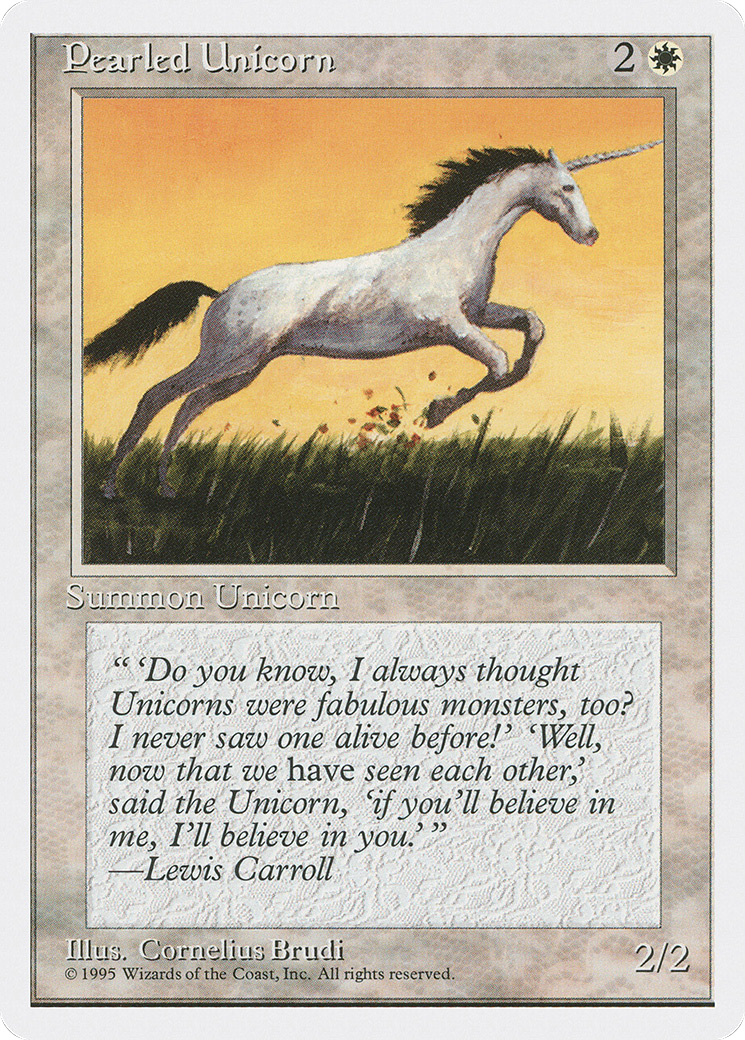 Pearled Unicorn 2
Summon Unicorn
“ ‘Do you know, I always thought
Unicorns were fabulous monsters, too?
I never saw one alive before!’ ‘Well,
now that we have seen each other,’
said the Unicorn, ‘if you’ll believe in
me, I’ll believe in you.’ ”
—Lewis Carroll
Illus. Cornelius Brudi
© 1995 Wizards of the Coast, Inc. All rights reserved.
2/2